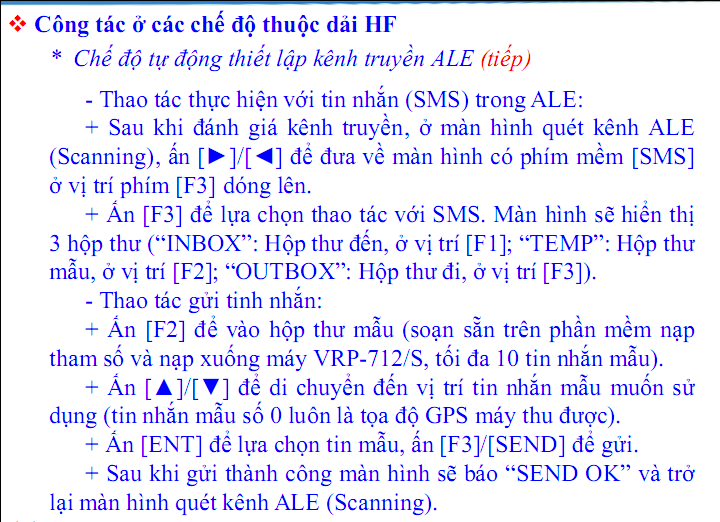 ❖ Công tác ở các chế độ thuộc dải HF
* Chế độ tự động thiết lập kênh truyền ALE (tiếp)
- Thao tác thực hiện với tin nhắn (SMS) trong ALE:
+ Sau khi đánh giá kênh truyền, ở màn hình quét kênh ALE
(Scanning), ấn [►]/[◄] để đưa về màn hình có phím mềm [SMS]
ở vị trí phím [F3] dóng lên.
+ Ấn [F3] để lựa chọn thao tác với SMS. Màn hình sẽ hiển thị
3 hộp thư (“INBOX”: Hộp thư đến, ở vị trí [F1]; “TEMP”: Hộp thư
mẫu, ở vị trí [F2]; “OUTBOX”: Hộp thư đi, ở vị trí [F3]).
- Thao tác gửi tinh nhắn:
+ Ấn [F2] để vào hộp thư mẫu (soạn sẵn trên phần mềm nạp
tham số và nạp xuống máy VRP-712/S, tối đa 10 tin nhắn mẫu).
+ Ấn [▲]/[▼] để di chuyển đến vị trí tin nhắn mẫu muốn sử
dụng (tin nhắn mẫu số 0 luôn là tọa độ GPS máy thu được).
+ Ấn [ENT] để lựa chọn tin mẫu, ấn [F3]/[SEND] để gửi.
+ Sau khi gửi thành công màn hình sẽ báo “SEND OK” và trở
lại màn hình quét kênh ALE (Scanning).